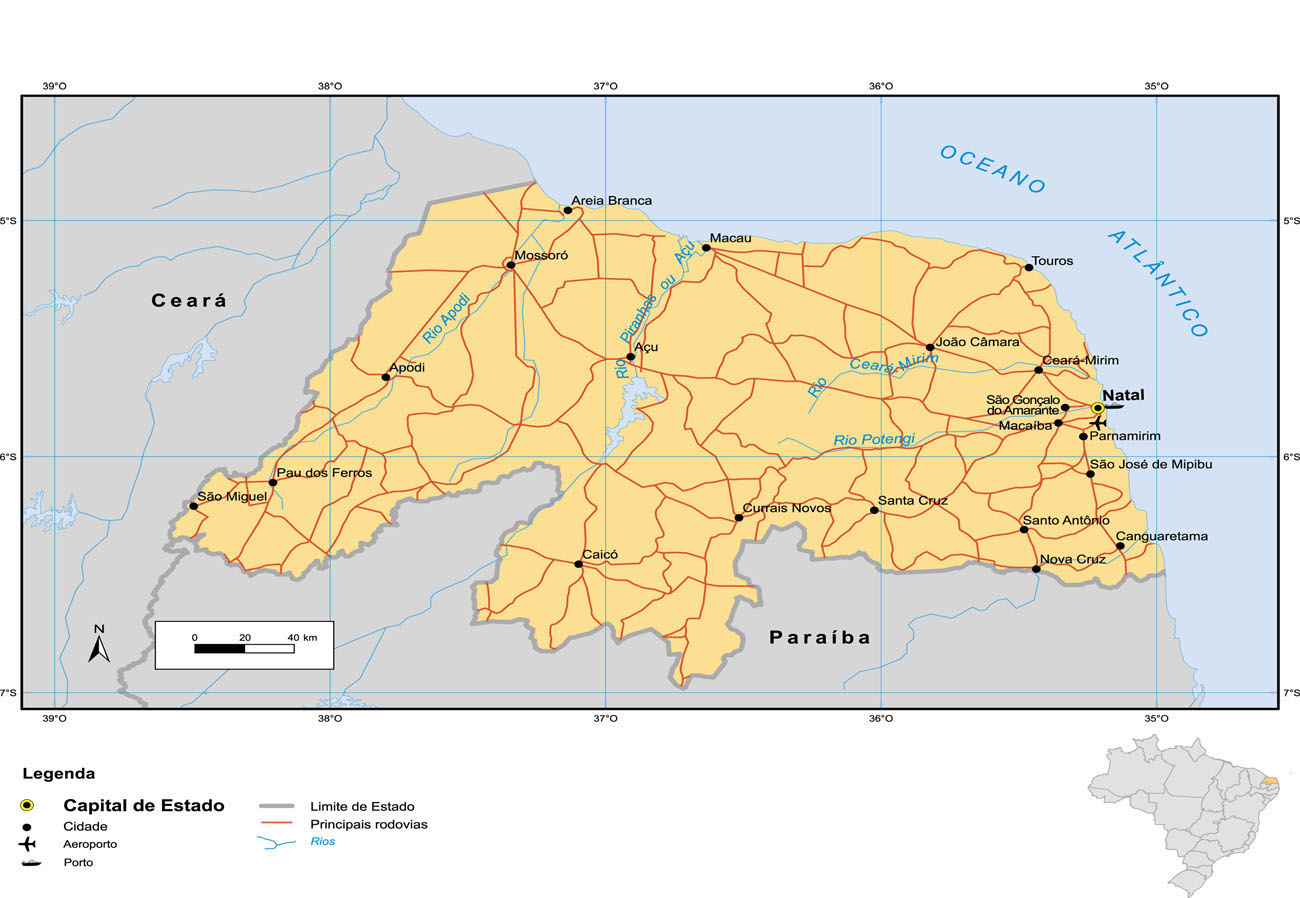 39°O 38°O 37°O 36°O 35°O
OCEANO
ATLÂNTICO
5°S 5°S
Areia Branca
Macau
Mossoró
Touros
Ceará
Rio Apodi
Rio Piranhas ou Açu
Açu
João Câmara
Ceará-Mirim
Rio Ceará-Mirim
Apodi
Natal
São Gonçalo
do Amarante
Macaíba
Parnamirim
Rio Potengi
6°S 6°S
São José de Mipibu
Pau dos Ferros
São Miguel
Currais Novos
Santa Cruz
Santo Antônio
Canguaretama
Caicó
Nova Cruz
N
0 20 40 km
Paraíba
7°S 7°S
39°O 38°O 37°O 36°O 35°O
Legenda
Capital de Estado
Cidade
Aeroporto
Porto
Limite de Estado
Principais rodovias
Rios